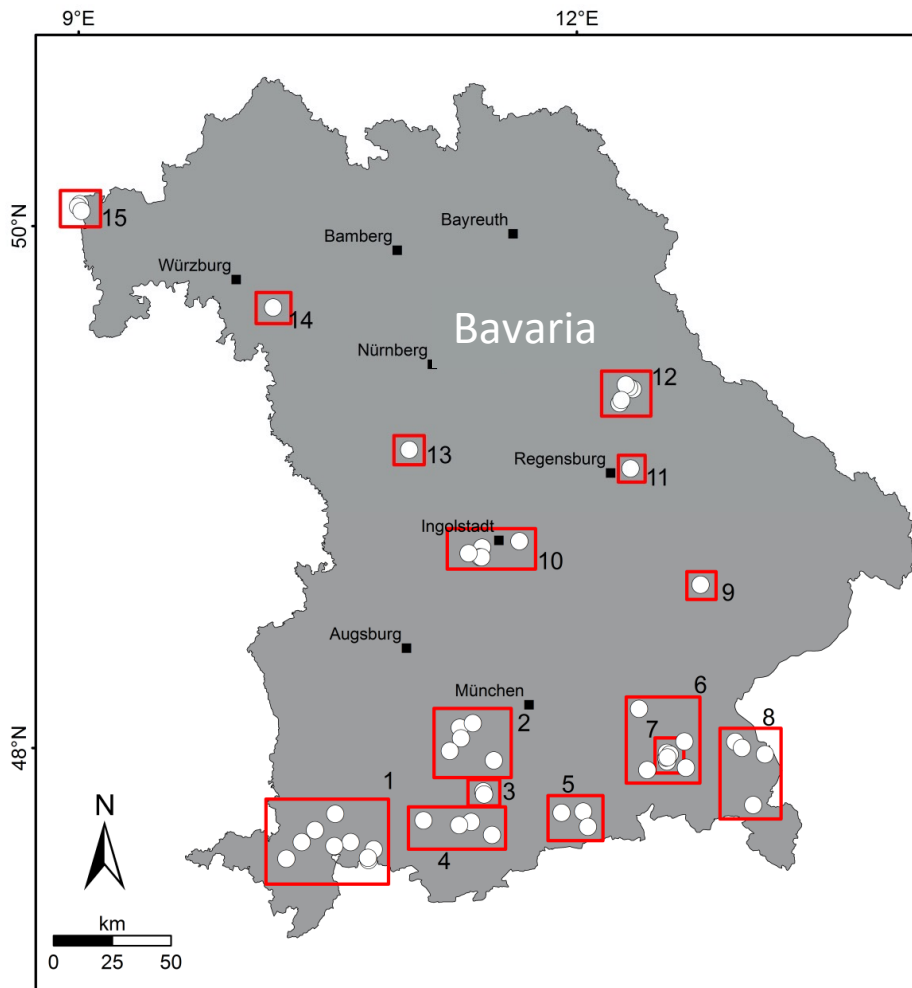 9°E
12°E
50°N
15
Bayreuth
Bamberg
Würzburg
14
Bavaria
Nürnberg
12
13
Regensburg
11
Ingolstadt
10
9
Augsburg
München
6
2
7
8
48°N
1
3
5
4
N
km
0
25
50